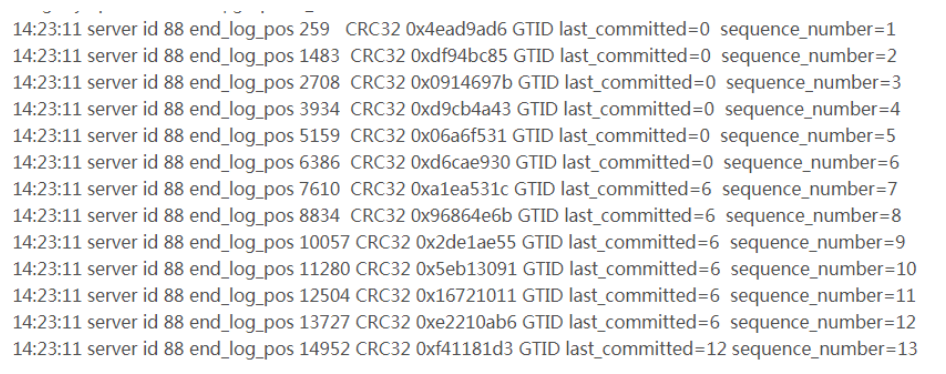 14:23:11 server id 88 end_log_pos 259 CRC32 0x4ead9ad6 GTID last_committed=0 sequence_number=1
14:23:11 server id 88 end_log_pos 1483 CRC32 0xdf94bc85 GTID last_committed=0 sequence_number=2
14:23:11 server id 88 end_log_pos 2708 CRC32 0x0914697b GTID last_committed=0 sequence_number=3
14:23:11 server id 88 end_log_pos 3934 CRC32 0xd9cb4a43 GTID last_committed=0 sequence_number=4
14:23:11 server id 88 end_log_pos 5159 CRC32 0x06a6f531 GTID last_committed=0 sequence_number=5
14:23:11 server id 88 end_log_pos 6386 CRC32 0xd6cae930 GTID last_committed=0 sequence_number=6
14:23:11 server id 88 end_log_pos 7610 CRC32 0xa1ea531c GTID last_committed=6 sequence_number=7
14:23:11 server id 88 end_log_pos 8834 CRC32 0x96864e6b GTID last_committed=6 sequence_number=8
14:23:11 server id 88 end_log_pos 10057 CRC32 0x2de1ae55 GTID last_committed=6 sequence_number=9
14:23:11 server id 88 end_log_pos 11280 CRC32 0x5eb13091 GTID last_committed=6 sequence_number=10
14:23:11 server id 88 end_log_pos 12504 CRC32 0x16721011 GTID last_committed=6 sequence_number=11
14:23:11 server id 88 end_log_pos 13727 CRC32 0xe2210ab6 GTID last_committed=6 sequence_number=12
14:23:11 server id 88 end_log_pos 14952 CRC32 0xf41181d3 GTID last_committed=12 sequence_number=13